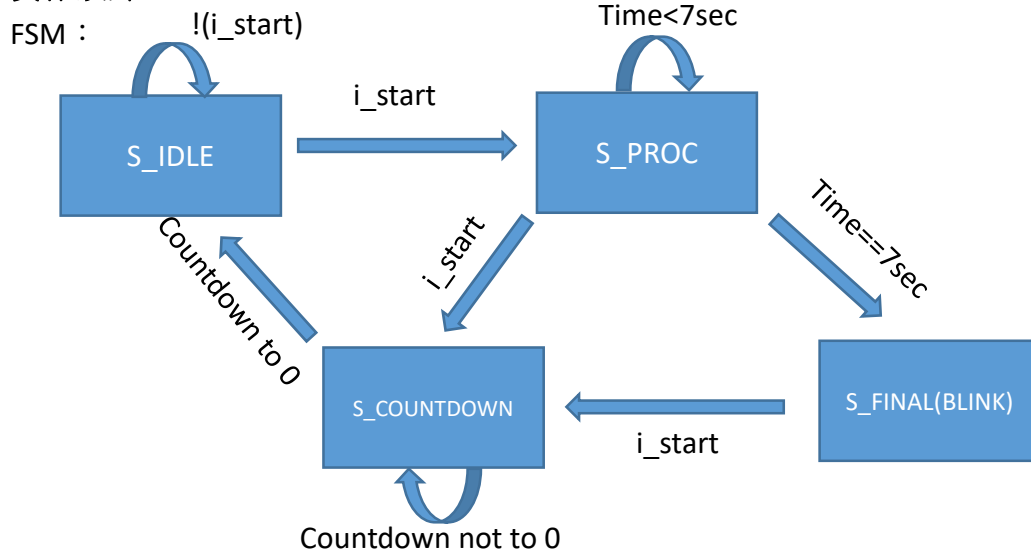 FSM：
!(i_start)
Time<7sec
i_start
S_IDLE
S_PROC
Countdown to 0
i_start
Time==7sec
S_COUNTDOWN
S_FINAL(BLINK)
i_start
Countdown not to 0